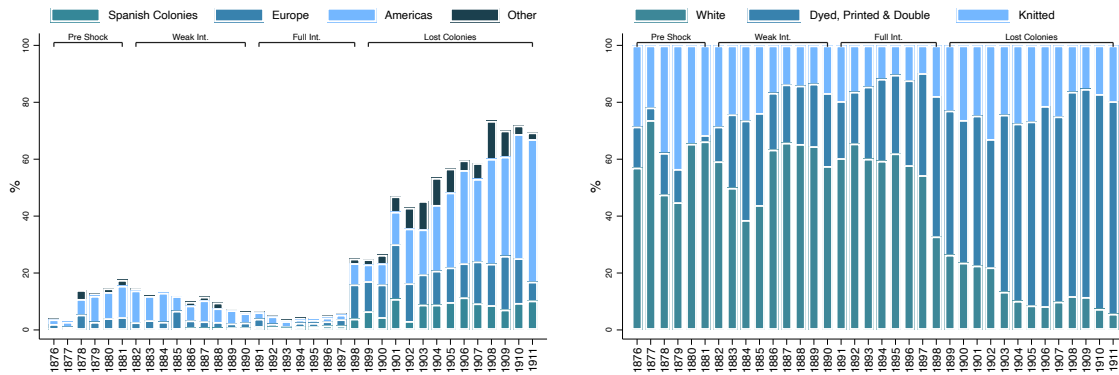 Spanish Colonies Europe Americas Other
Pre Shock Weak Int. Full Int. Lost Colonies
100
80
60
40
20
0
%
1876 1877 1878 1879 1880 1881 1882 1883 1884 1885 1886 1887 1888 1889 1890 1891 1892 1893 1894 1895 1896 1897 1898 1899 1900 1901 1902 1903 1904 1905 1906 1907 1908 1909 1910 1911
White Dyed, Printed & Double Knitted
Pre Shock Weak Int. Full Int. Lost Colonies
100
80
60
40
20
0
%
1876 1877 1878 1879 1880 1881 1882 1883 1884 1885 1886 1887 1888 1889 1890 1891 1892 1893 1894 1895 1896 1897 1898 1899 1900 1901 1902 1903 1904 1905 1906 1907 1908 1909 1910 1911